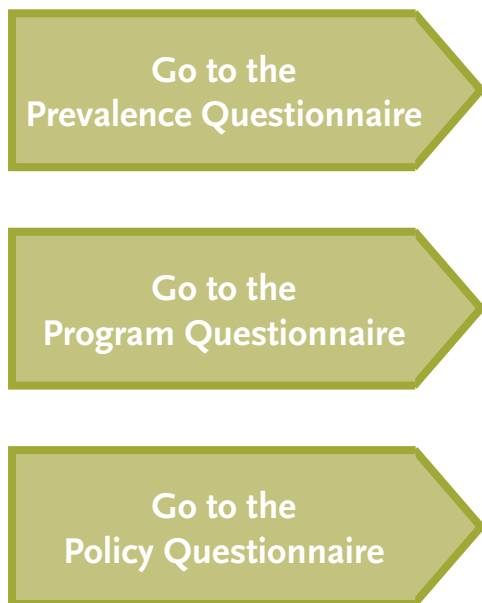 Go to the
Prevalence Questionnaire
Go to the
Program Questionnaire
Go to the
Policy Questionnaire